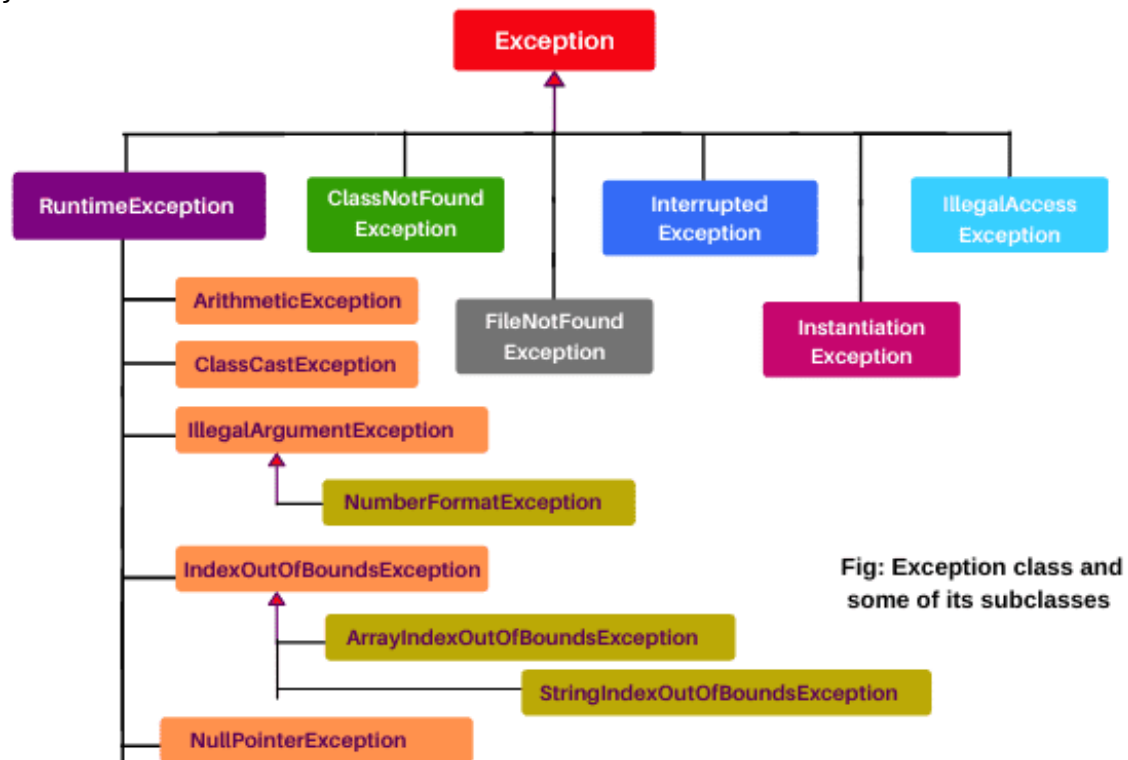 Exception
RuntimeException
ClassNotFound
Exception
Interrupted
Exception
IllegalAccess
Exception
ArithmeticException
FileNotFound
Exception
Instantiation
Exception
ClassCastException
IllegalArgumentException
NumberFormatException
IndexOutOfBoundsException
Fig: Exception class and
some of its subclasses
ArrayIndexOutOfBoundsException
StringIndexOutOfBoundsException
NullPointerException